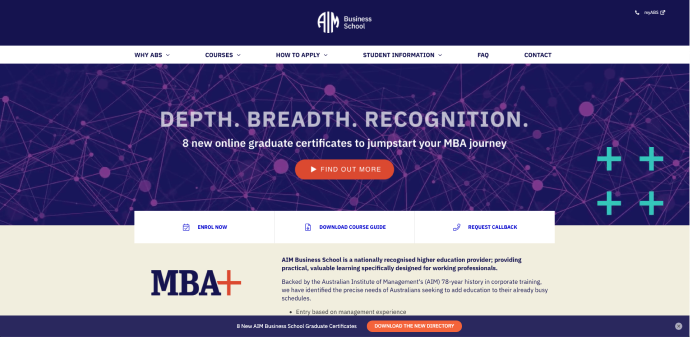 AIM Business
School
myABS
WHY ABS
COURSES
HOW TO APPLY
STUDENT INFORMATION
FAQ
CONTACT
DEPTH. BREADTH. RECOGNITION.
8 new online graduate certificates to jumpstart your MBA journey
FIND OUT MORE
ENROL NOW
DOWNLOAD COURSE GUIDE
REQUEST CALLBACK
MBA+
AIM Business School is a nationally recognised higher education provider; providing
practical, valuable learning specifically designed for working professionals.
Backed by the Australian Institute of Management's (AIM) 78-year history in corporate training,
we have identified the precise needs of Australians seeking to add education to their already busy
schedules.
• Entry based on management experience
8 New AIM Business School Graduate Certificates
DOWNLOAD THE NEW DIRECTORY